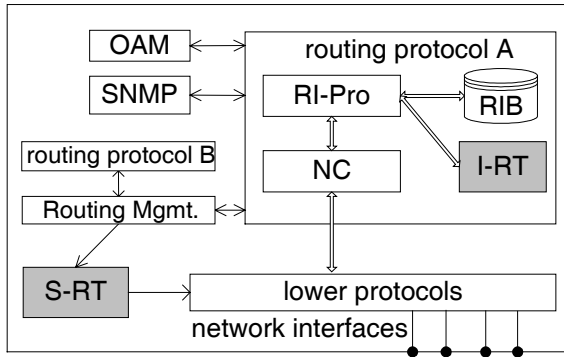 OAM
routing protocol A
SNMP
RI-Pro
RIB
routing protocol B
NC
I-RT
Routing Mgmt.
S-RT
lower protocols
network interfaces